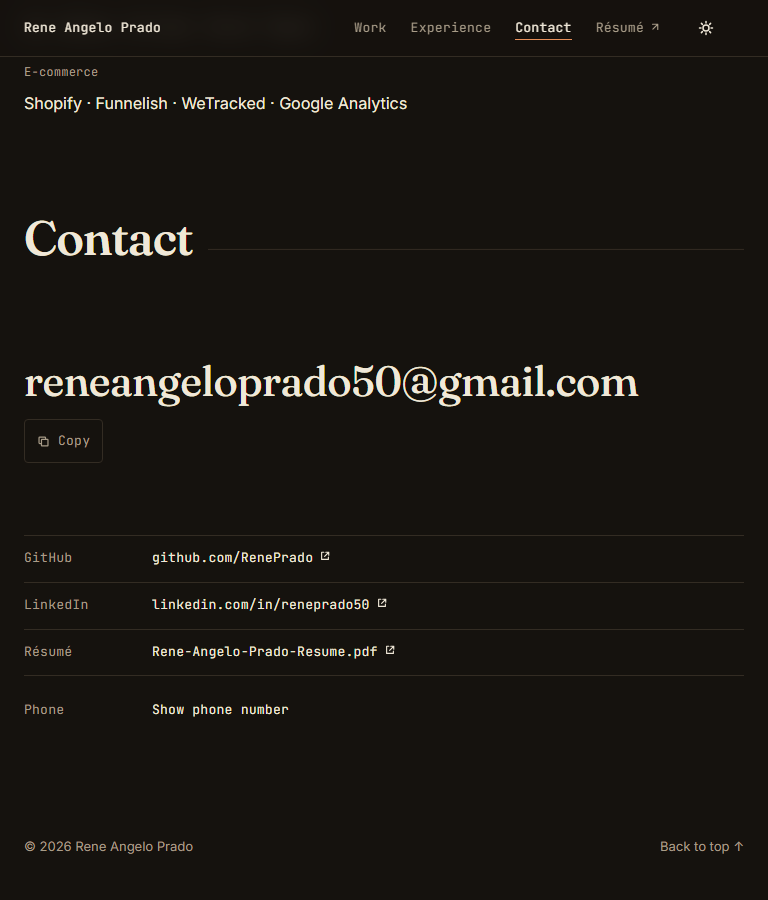 Rene Angelo Prado Work Experience Contact Résumé ↗
E-commerce
Shopify · Funnelish · WeTracked · Google Analytics
Contact
reneangeloprado50@gmail.com
Copy
GitHub github.com/RenePrado
LinkedIn linkedin.com/in/reneprado50
Résumé Rene-Angelo-Prado-Resume.pdf
Phone Show phone number
© 2026 Rene Angelo Prado Back to top ↑